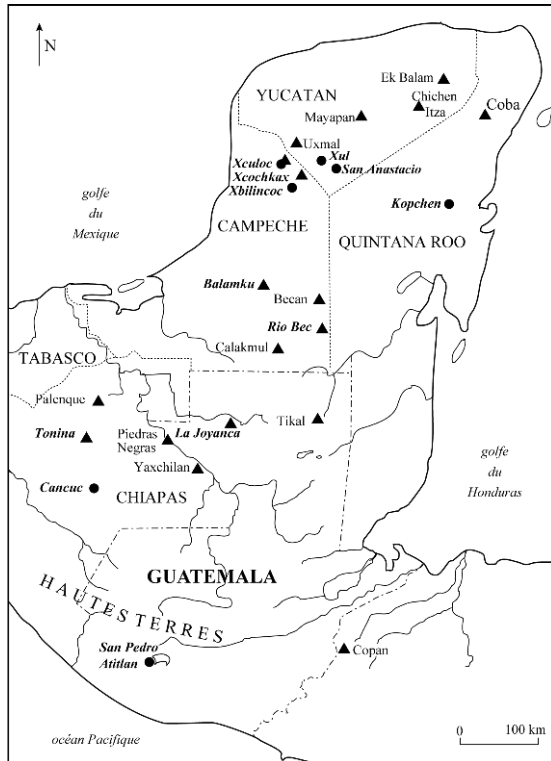 N
Ek Balam
YUCATAN
Chichen
Itza
Mayapan
Coba
Uxmal
Xculoc
Xul
Xcochkax
San Anastacio
Xbilincoc
golfe
du
Mexique
Kopchen
CAMPECHE
QUINTANA ROO
Balamku
Becan
Rio Bec
Calakmul
TABASCO
Palenque
Tikal
Tonina
Piedras
Negras
La Joyanca
Yaxchilan
golfe
du
Honduras
Cancuc
CHIAPAS
GUATEMALA
HAUTES TERRES
San Pedro
Atitlan
Copan
océan Pacifique
0 100 km